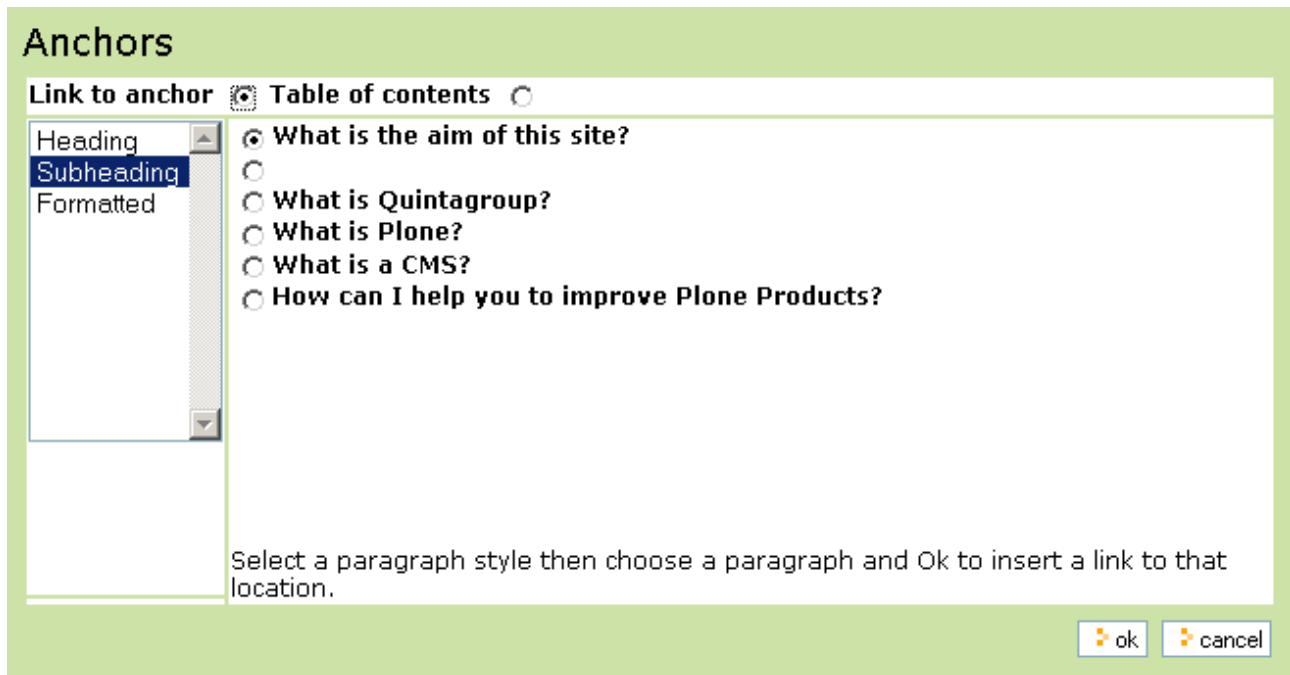 Anchors
Link to anchor Table of contents
Heading
Subheading
Formatted
What is the aim of this site?
What is Quintagroup?
What is Plone?
What is a CMS?
How can I help you to improve Plone Products?
Select a paragraph style then choose a paragraph and Ok to insert a link to that
location.
ok cancel